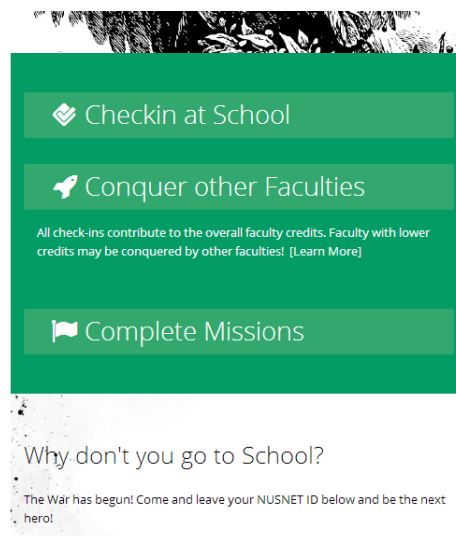 Checkin at School
Conquer other Faculties
All check-ins contribute to the overall faculty credits. Faculty with lower
credits may be conquered by other faculties! [Learn More]
Complete Missions
Why don't you go to School?
The War has begun! Come and leave your NUSNET ID below and be the next
hero!